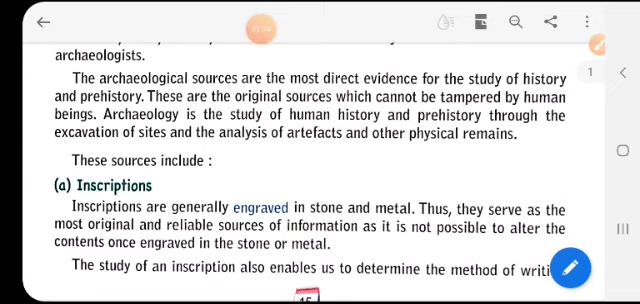 archaeologists.
The archaeological sources are the most direct evidence for the study of history
and prehistory. These are the original sources which cannot be tampered by human
beings. Archaeology is the study of human history and prehistory through the
excavation of sites and the analysis of artefacts and other physical remains.
These sources include :
(a) Inscriptions
Inscriptions are generally engraved in stone and metal. Thus, they serve as the
most original and reliable sources of information as it is not possible to alter the
contents once engraved in the stone or metal.
The study of an inscription also enables us to determine the method of writi
1